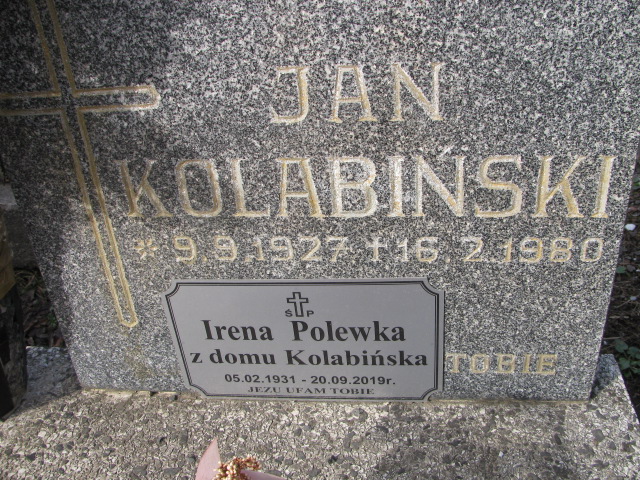 JAN
KOLABIŃSKI
* 9.9.1927 † 16.2.1980
Ś P
Irena Polewka
z domu Kolabińska
05.02.1931 - 20.09.2019r.
JEZU UFAM TOBIE
TOBIE